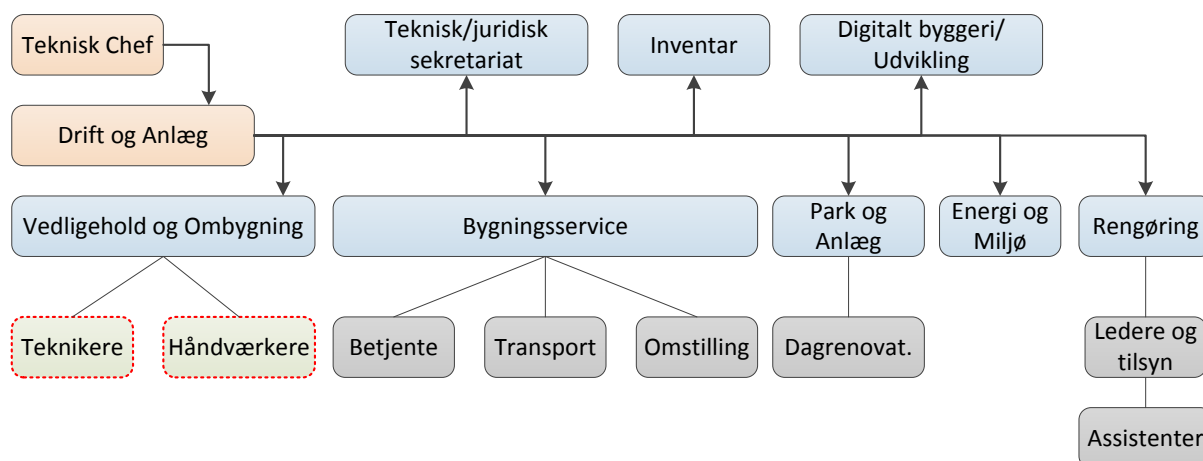 Teknisk Chef
Teknisk/juridisk
sekretariat
Inventar
Digitalt byggeri/
Udvikling
Drift og Anlæg
Vedligehold og Ombygning
Bygningsservice
Park og
Anlæg
Energi og
Miljø
Rengøring
Teknikere
Håndværkere
Betjente
Transport
Omstilling
Dagrenovat.
Ledere og
tilsyn
Assistenter